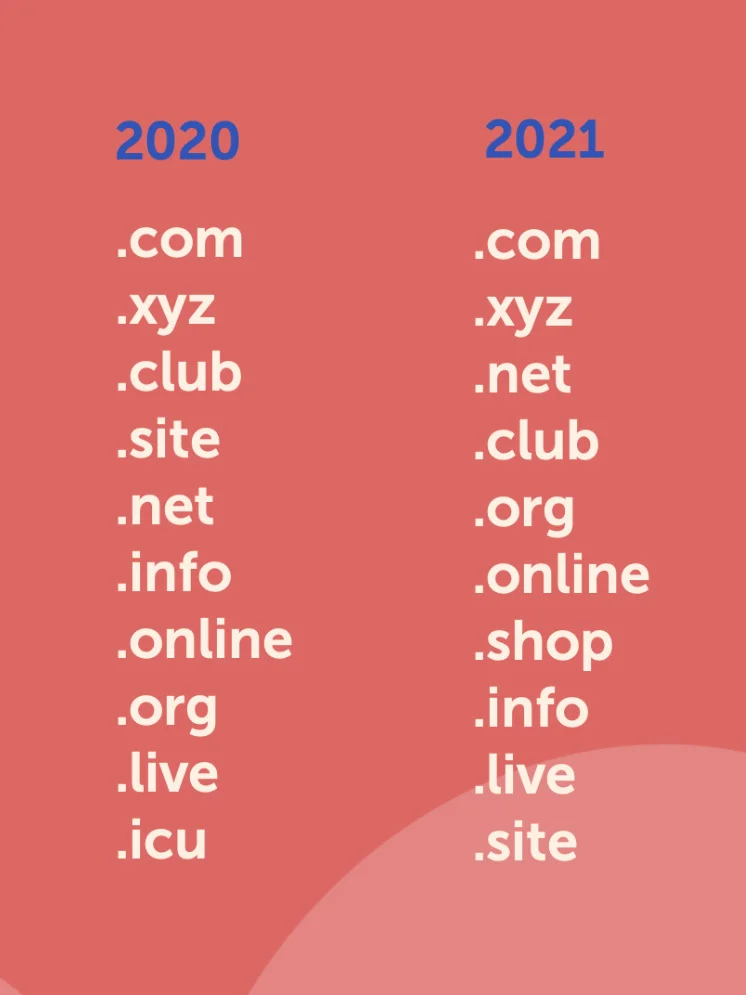 2020
.com
.xyz
.club
.site
.net
.info
.online
.org
.live
.icu
2021
.com
.xyz
.net
.club
.org
.online
.shop
.info
.live
.site